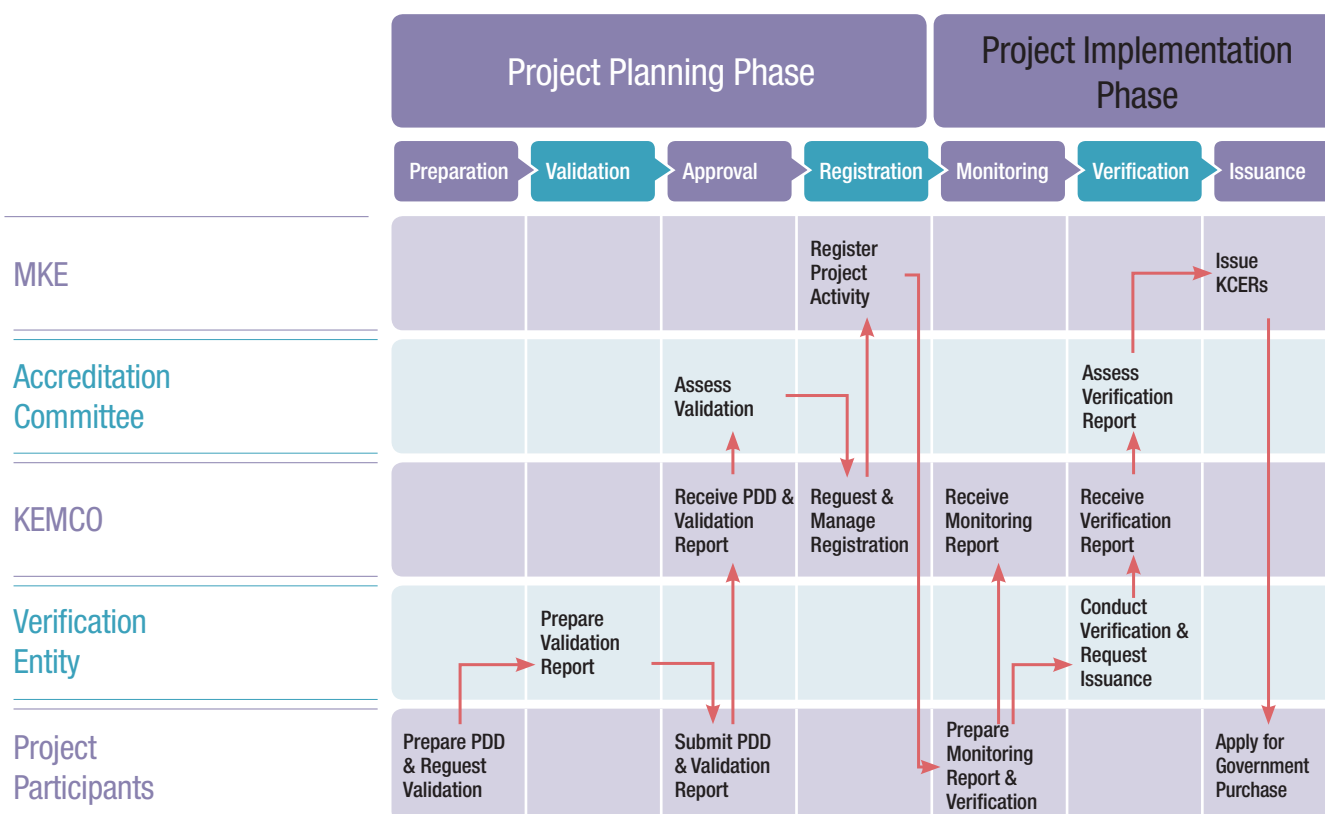 Project Planning Phase
Project Implementation
Phase
Preparation
Validation
Approval
Registration
Monitoring
Verification
Issuance
MKE
Register
Project
Activity
Issue
KCERs
Accreditation
Committee
Assess
Validation
Assess
Verification
Report
KEMCO
Receive PDD &
Validation
Report
Reguest &
Manage
Registration
Receive
Monitoring
Report
Receive
Verification
Report
Verification
Entity
Prepare
Validation
Report
Conduct
Verification &
Request
Issuance
Project
Participants
Prepare PDD
& Reguest
Validation
Submit PDD
& Validation
Report
Prepare
Monitoring
Report &
Verification
Apply for
Government
Purchase